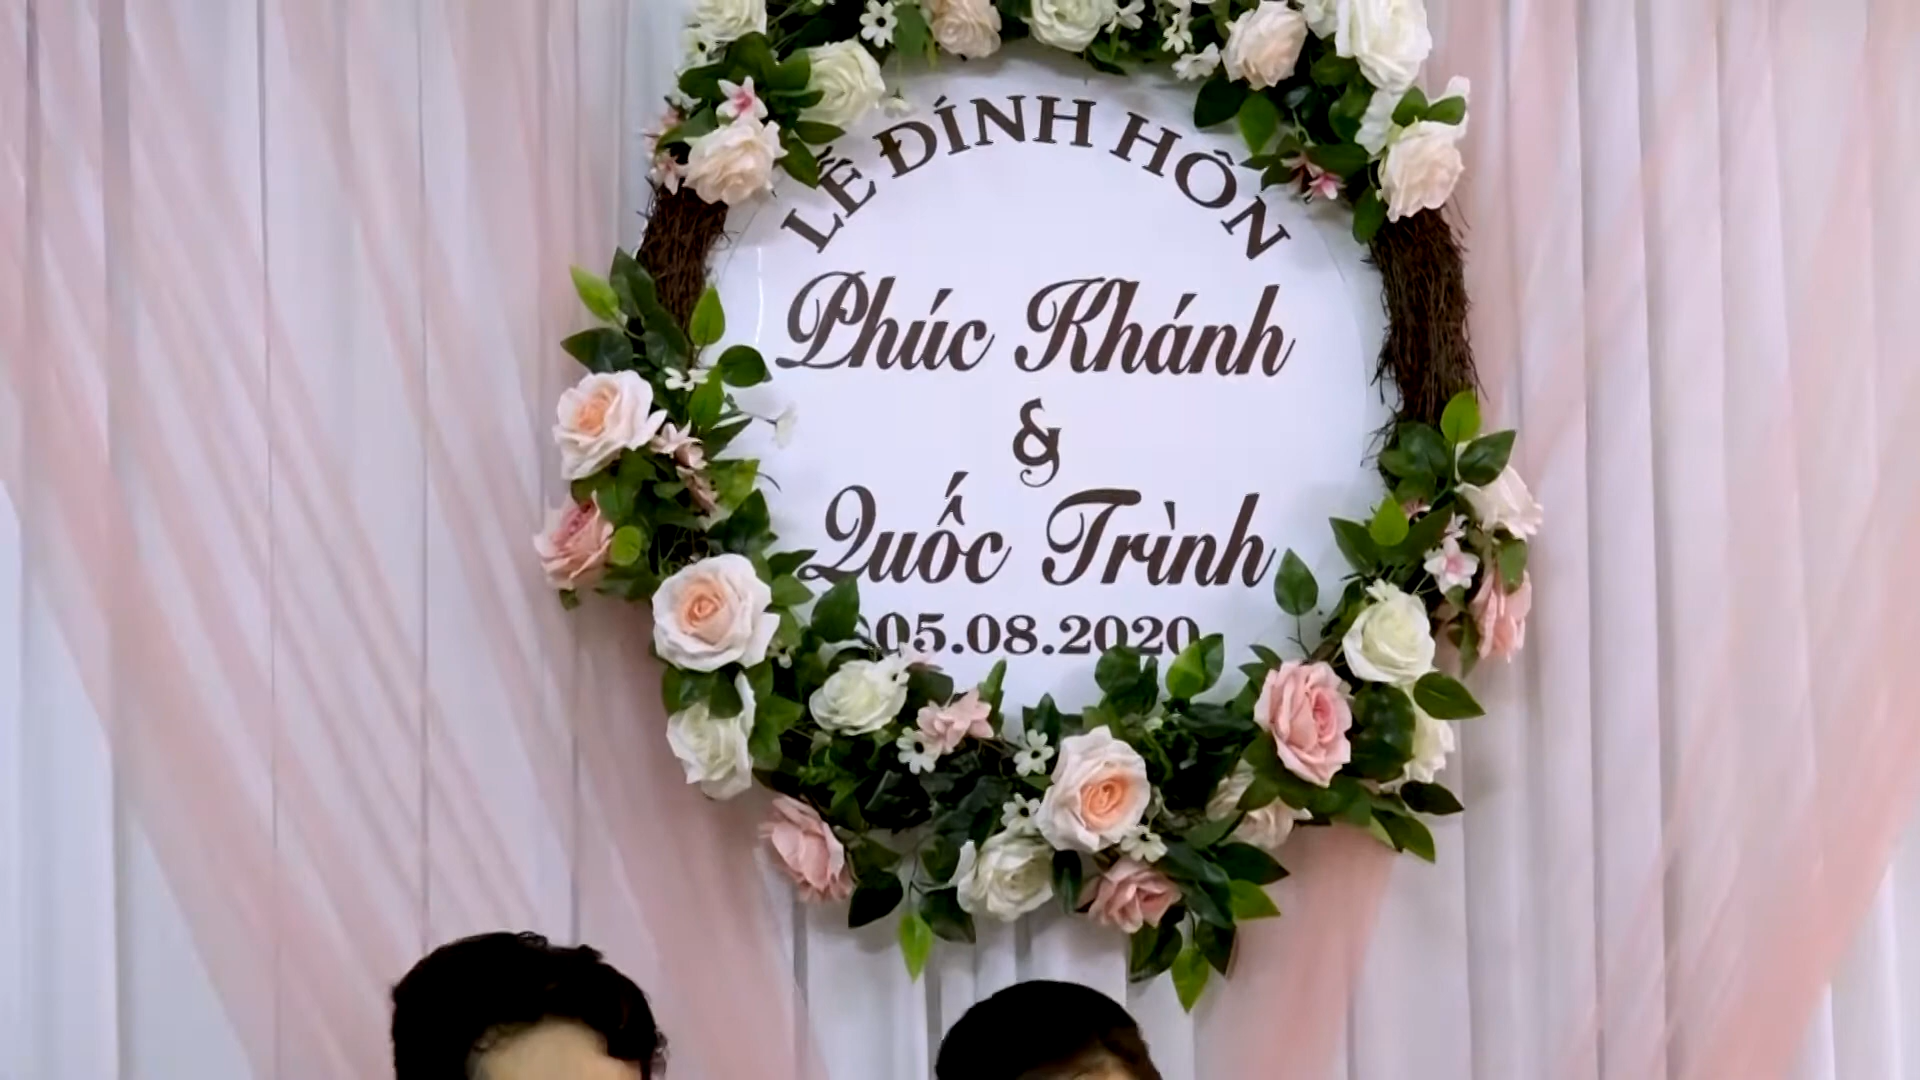 LỄ ĐÍNH HÔN
Phúc Khánh
&
Quốc Trình
05.08.2020